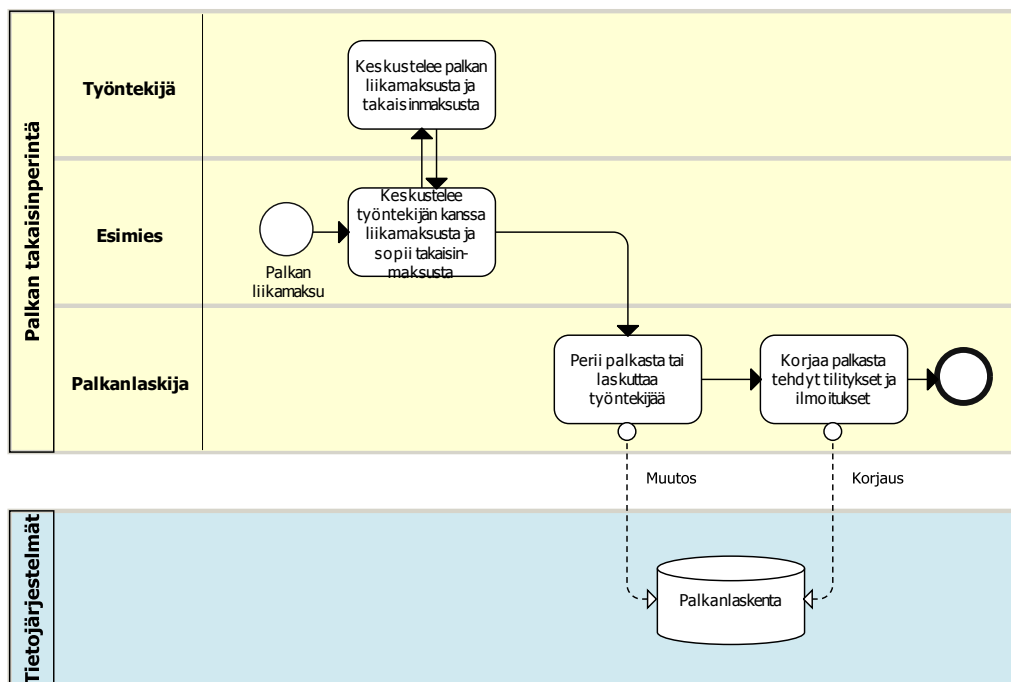 Palkan takaisinperintä
Työntekijä
Keskustelee palkan
liikamaksusta ja
takaisinmaksusta
Esimies
Palkan
liikamaksu
Keskustelee
työntekijän kanssa
liikamaksusta ja
sopii takaisin-
maksusta
Palkanlaskija
Perii palkasta tai
laskuttaa
työntekijää
Korjaa palkasta
tehdyt tilitykset ja
ilmoitukset
Muutos
Korjaus
Tietojärjestelmät
Palkanlaskenta